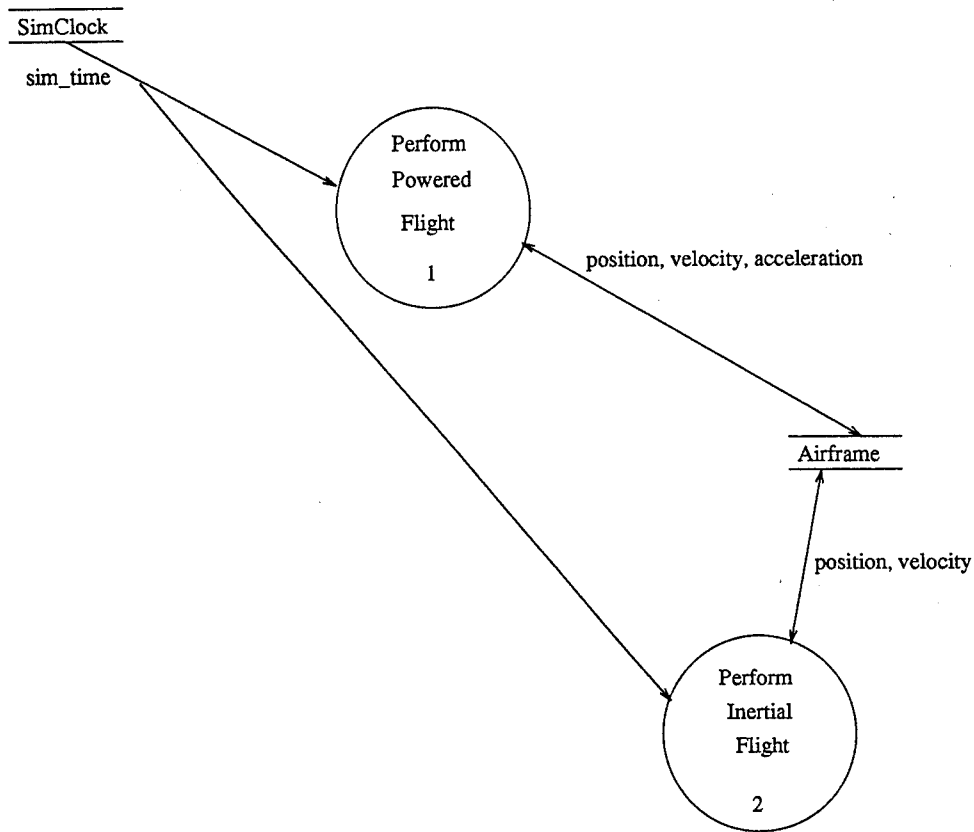 SimClock
sim_time
Perform
Powered
Flight
1
position, velocity, acceleration
Airframe
position, velocity
Perform
Inertial
Flight
2